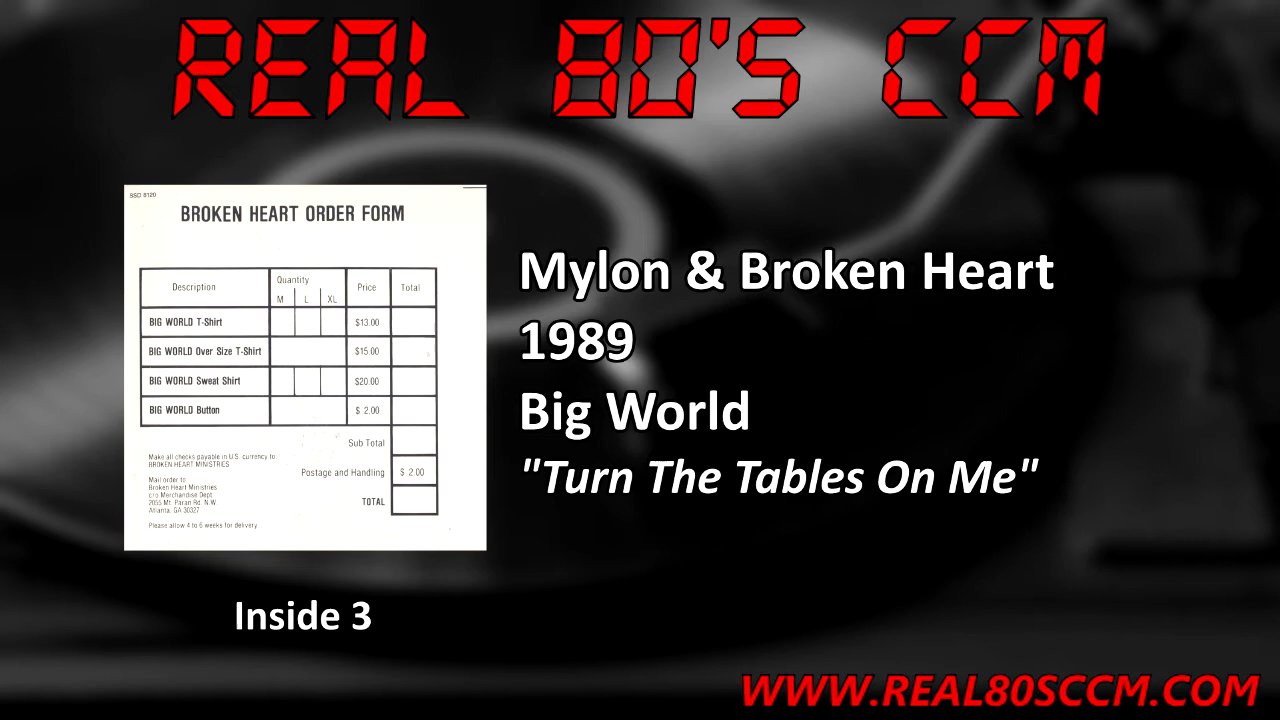 REAL 80'S CCM
SSD 8120
BROKEN HEART ORDER FORM
Description Quantity Price Total
M L XL
BIG WORLD T-Shirt $13.00
BIG WORLD Over Size T-Shirt $15.00
BIG WORLD Sweat Shirt $20.00
BIG WORLD Button $ 2.00
Sub Total
Make all checks payable in U.S. currency to
BROKEN HEART MINISTRIES
Postage and Handling $ 2.00
Mail order to:
Broken Heart Ministries
c/o Merchandise Dept.
2055 Mt. Paran Rd. N.W.
Atlanta, GA 30327
TOTAL
Please allow 4 to 6 weeks for delivery
Mylon & Broken Heart
1989
Big World
"Turn The Tables On Me"
Inside 3
WWW.REAL80SCCM.COM